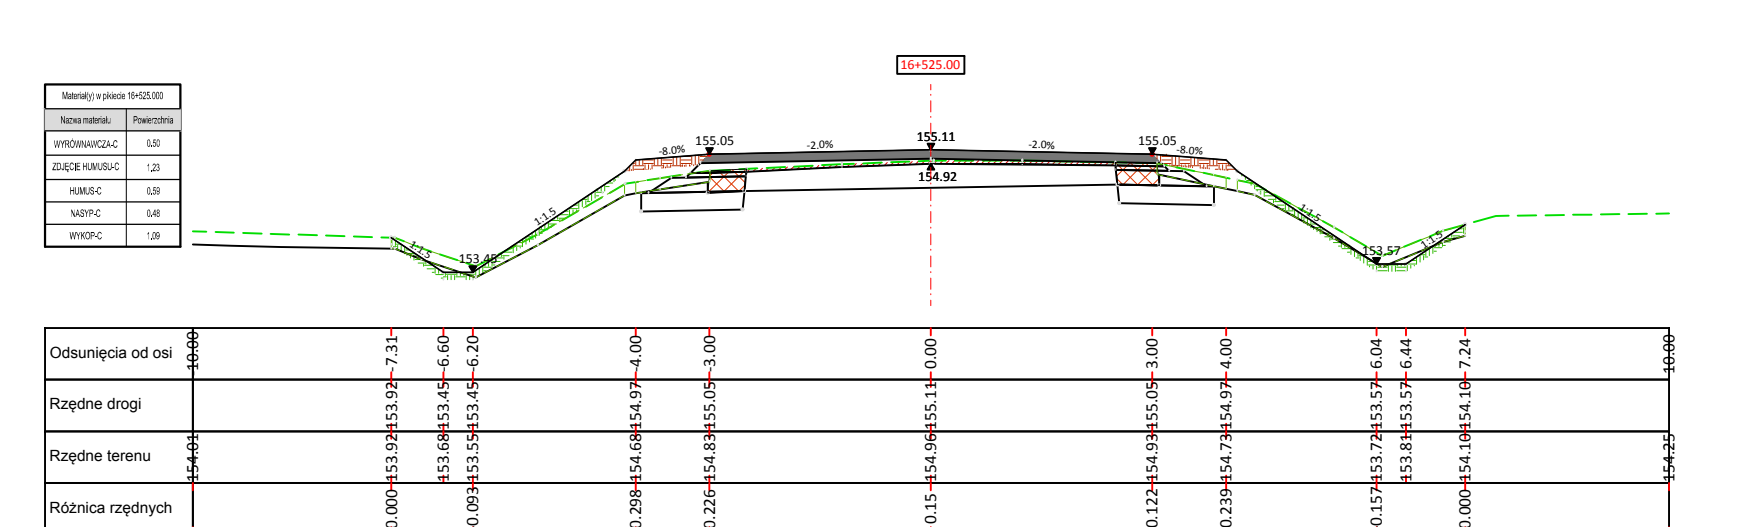 16+525.00
Materiał(y) w pikiecie 16+525.000
Nazwa materiału Powierzchnia
WYRÓWNAWCZA-C 0.50
ZDJĘCIE HUMUSU-C 1.23
HUMUS-C 0.59
NASYP-C 0.48
WYKOP-C 1.09
-8.0% 155.05 -2.0% 155.11 -2.0% 155.05 -8.0%
154.92
1:1.5 1:1.5 1:1.5 1:1.5
153.45 153.57
Odsunięcia od osi -10.00 -7.31 -6.60 -6.20 -4.00 -3.00 0.00 3.00 4.00 6.04 6.44 7.24 10.00
Rzędne drogi 153.92 153.45 153.45 154.97 155.05 155.11 155.05 154.97 153.57 153.57 154.10
Rzędne terenu 154.01 153.92 153.68 153.55 154.68 154.83 154.96 154.93 154.73 153.72 153.81 154.10 154.25
Różnica rzędnych 0.000 0.093 0.298 0.226 0.15 0.122 0.239 0.157 0.000